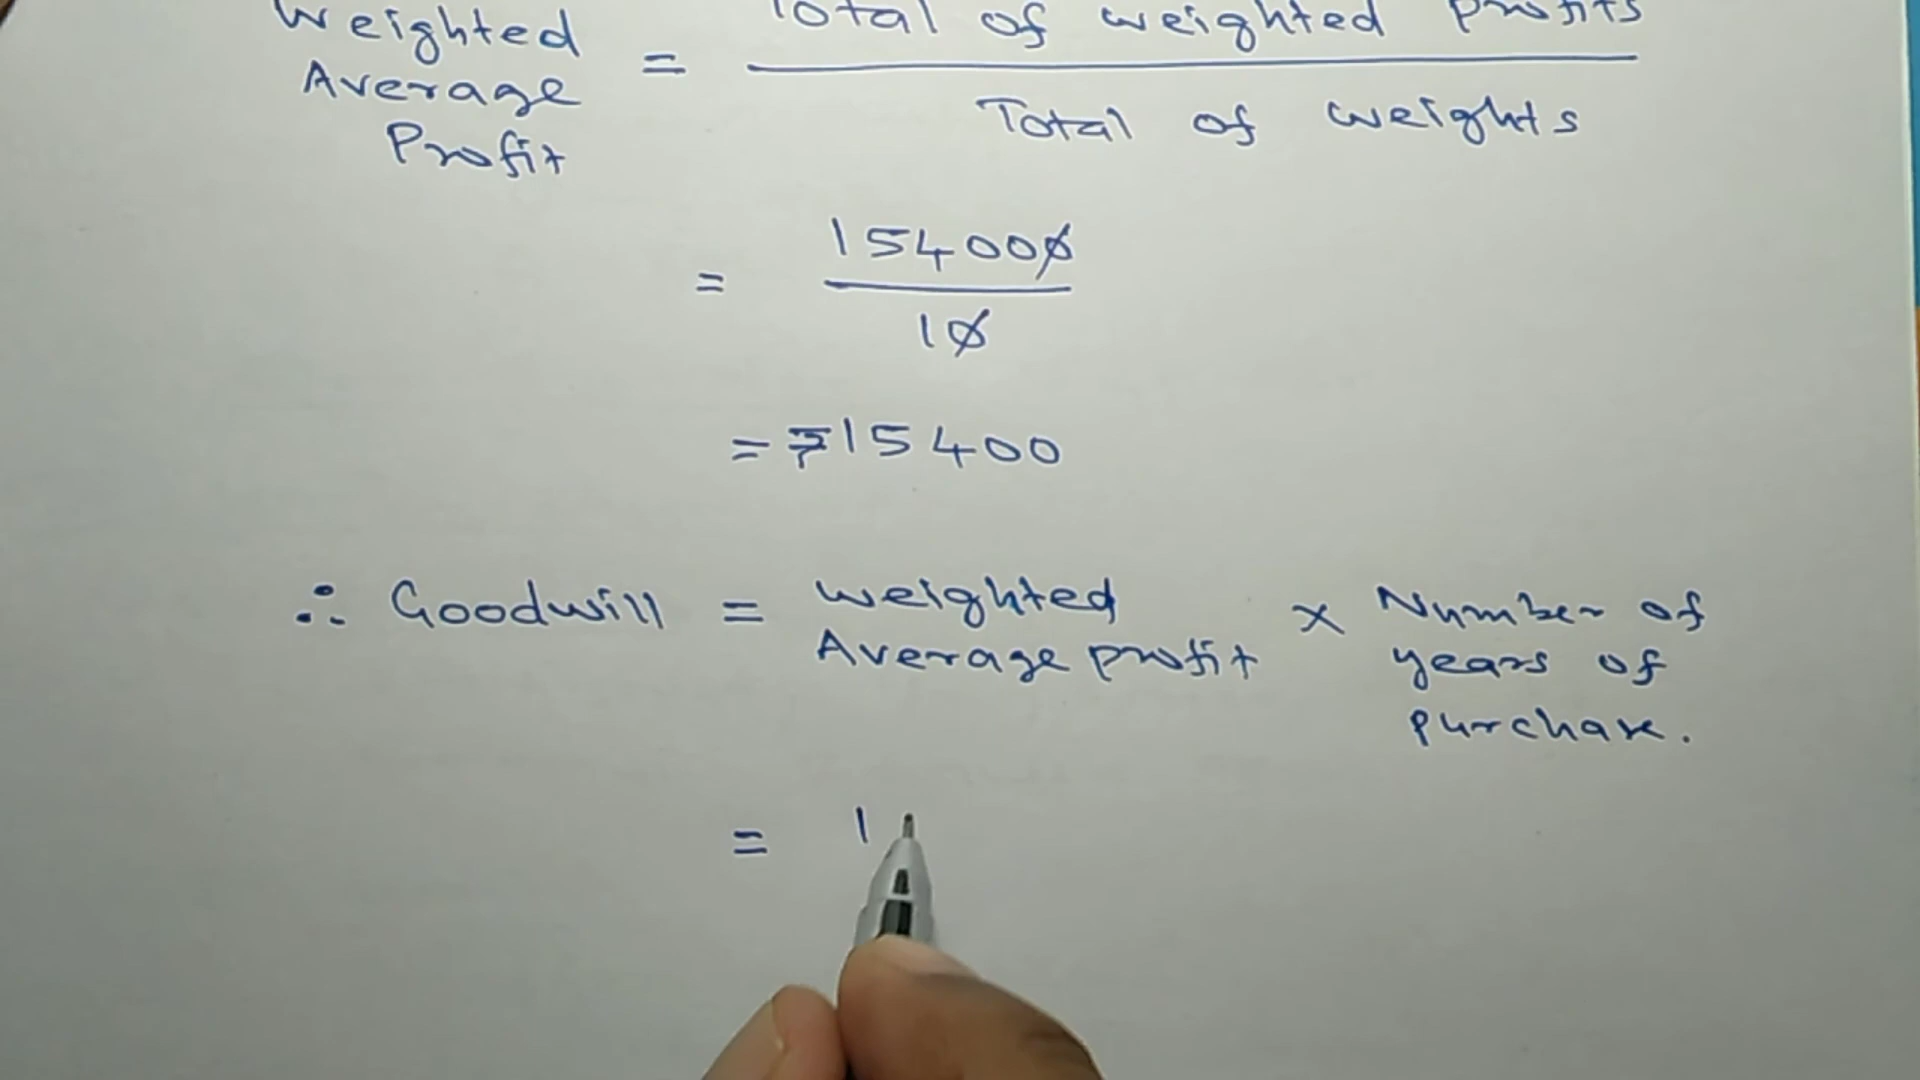 Weighted Average Profit = Total of weighted profits / Total of weights
= 154000 / 10
= ₹15400
∴ Goodwill = Weighted Average profit × Number of years of purchase.
= 1